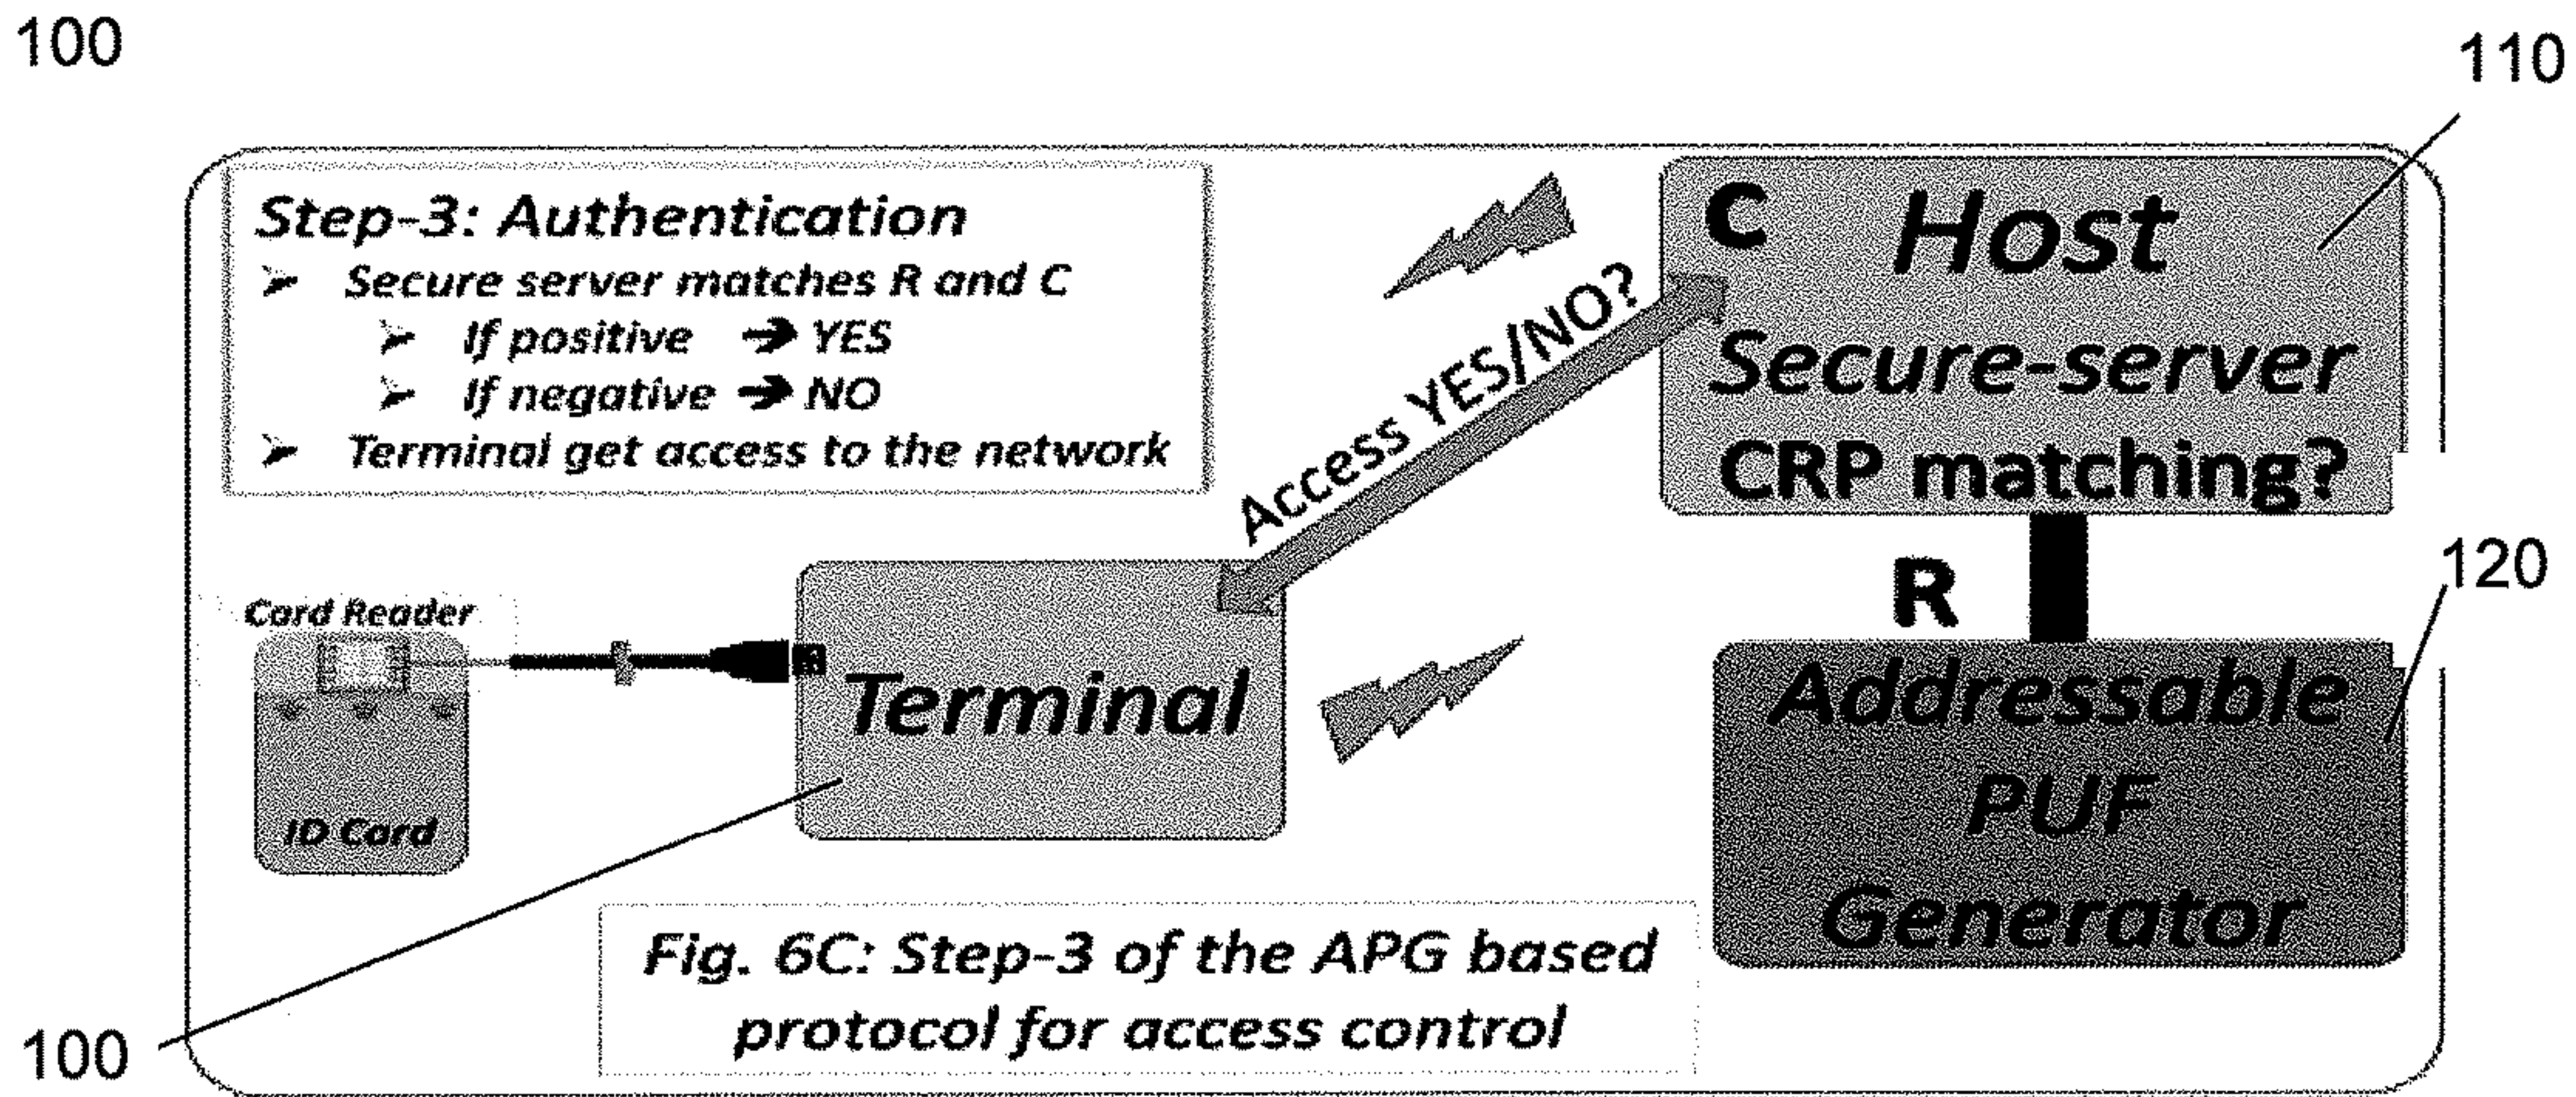 100
110
Step-3: Authentication
➢ Secure server matches R and C
➢ If positive ➔ YES
➢ If negative ➔ NO
➢ Terminal get access to the network
Access YES/NO?
C
Host
Secure-server
CRP matching?
R
120
Card Reader
ID Card
Terminal
Addressable
PUF
Generator
Fig. 6C: Step-3 of the APG based
protocol for access control
100